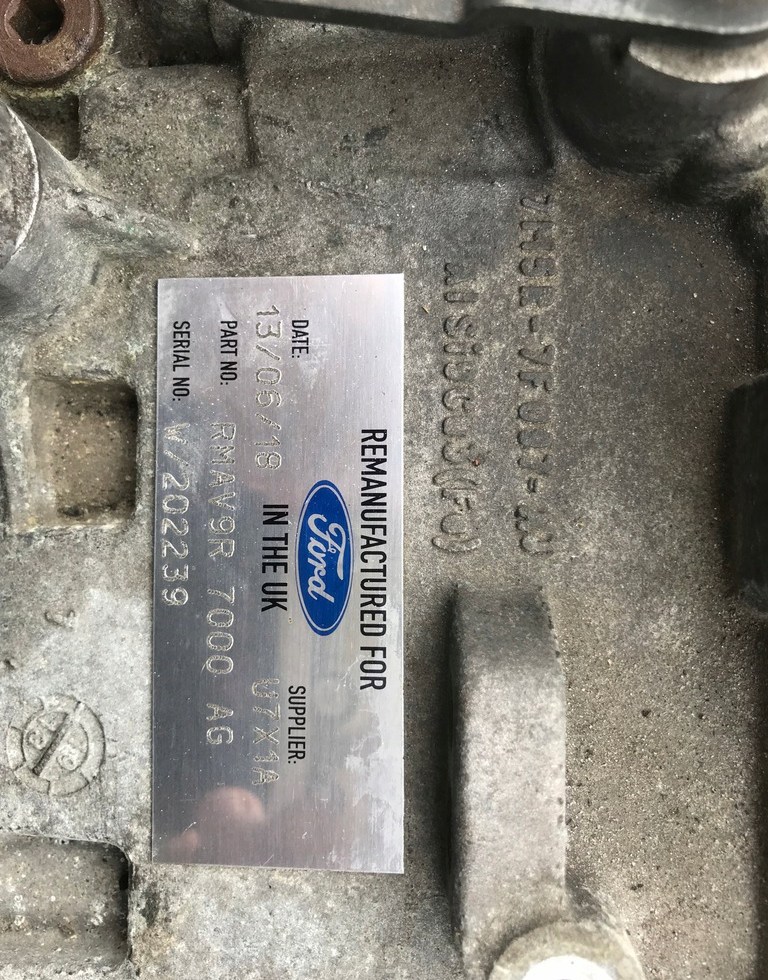 REMANUFACTURED FOR
Ford
DATE:
13/06/18
IN THE UK
SUPPLIER:
U7X1A
PART NO:
RMAV9R 7000 AG
SERIAL NO:
W/202239